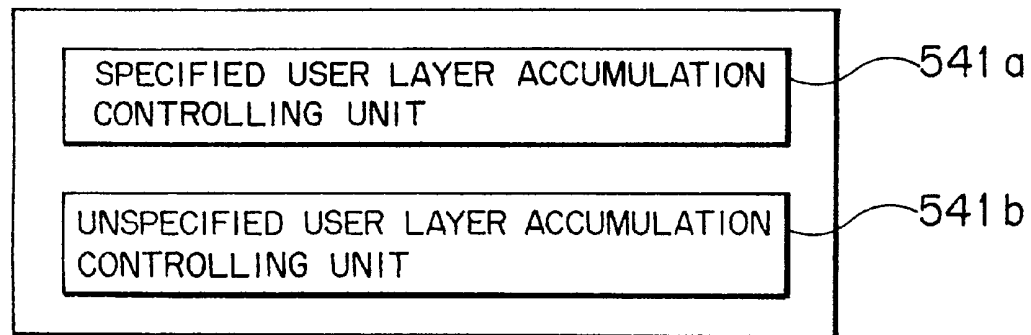 SPECIFIED USER LAYER ACCUMULATION
CONTROLLING UNIT
541a
UNSPECIFIED USER LAYER ACCUMULATION
CONTROLLING UNIT
541b